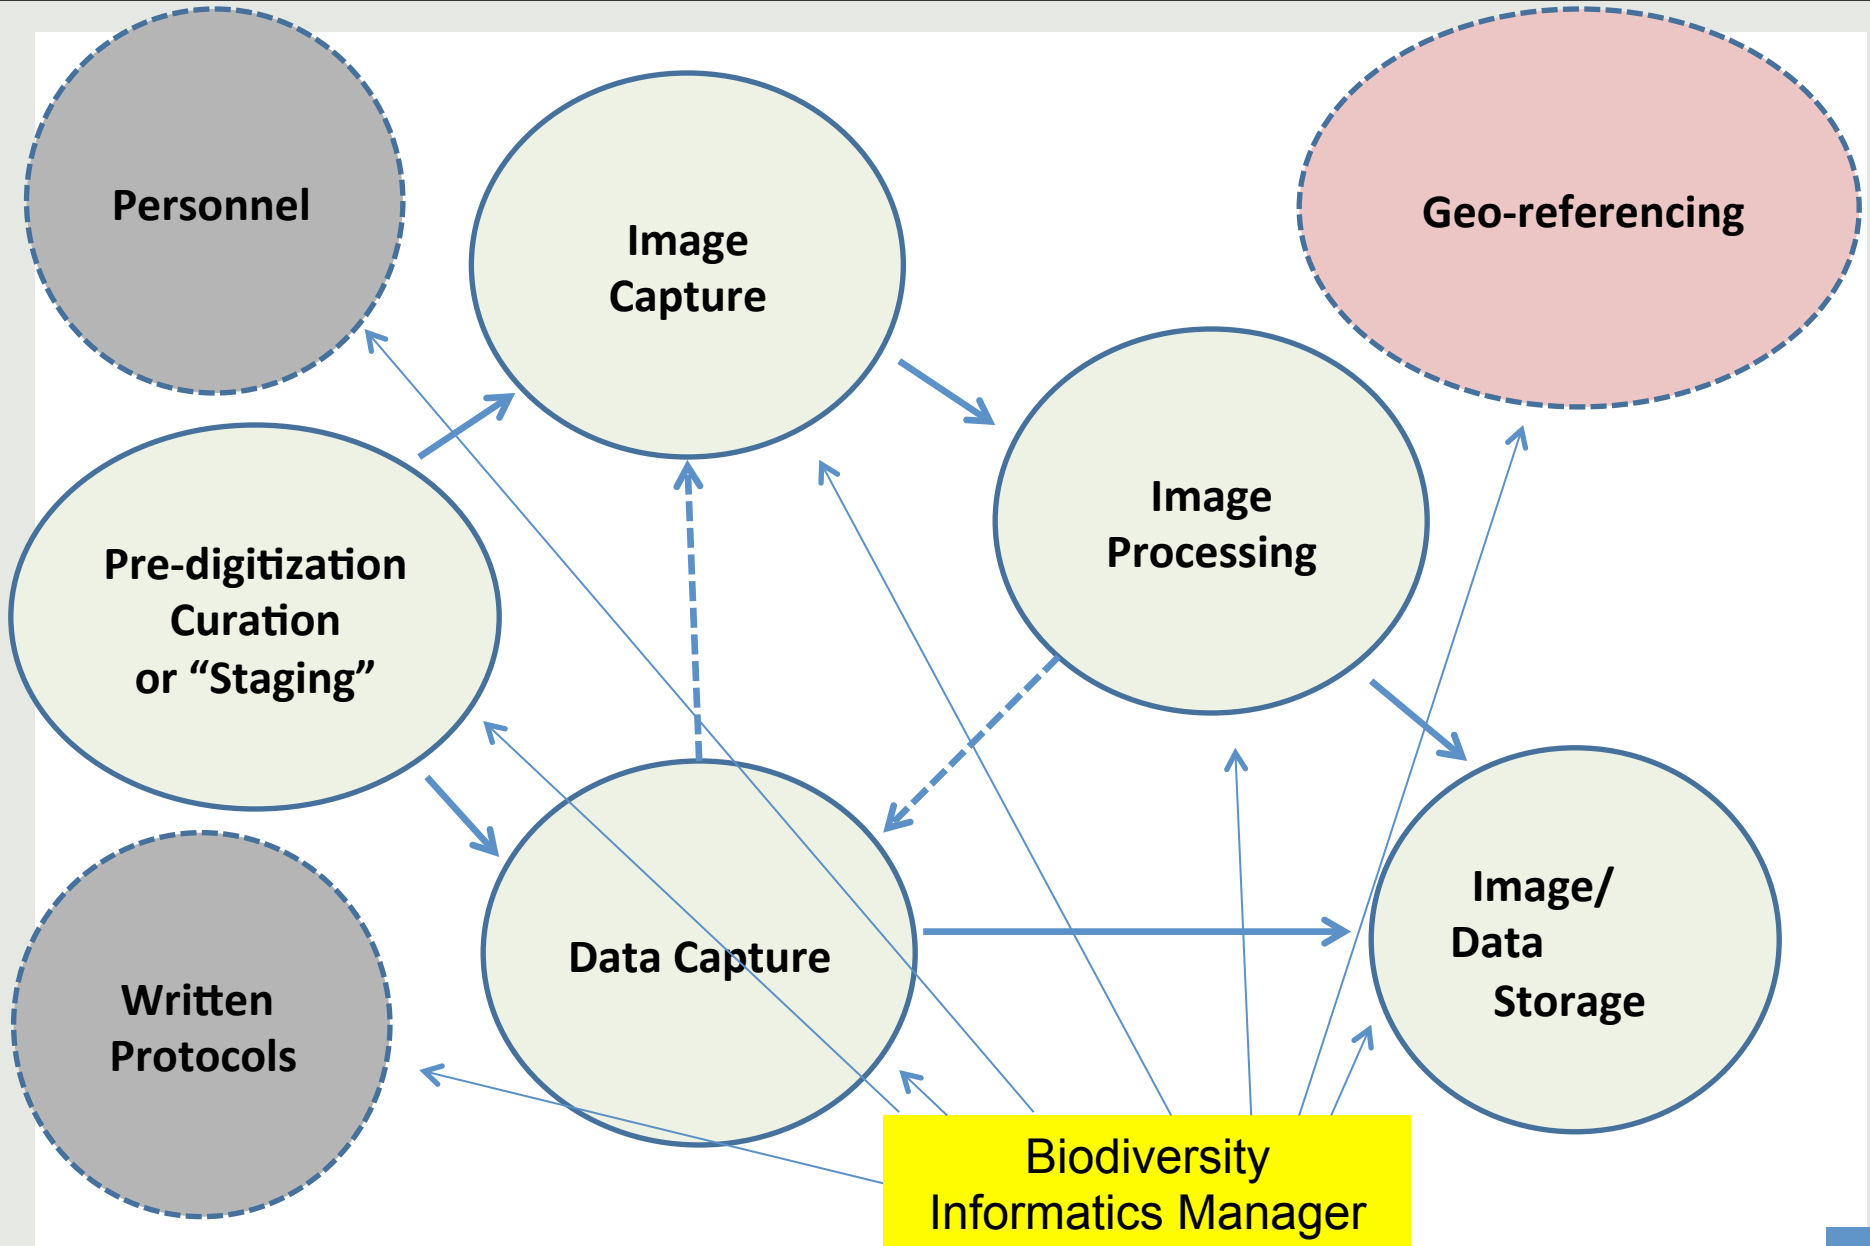 Personnel
Image
Capture
Geo-referencing
Image
Processing
Pre-digitization
Curation
or “Staging”
Data Capture
Image/
Data
Storage
Written
Protocols
Biodiversity
Informatics Manager